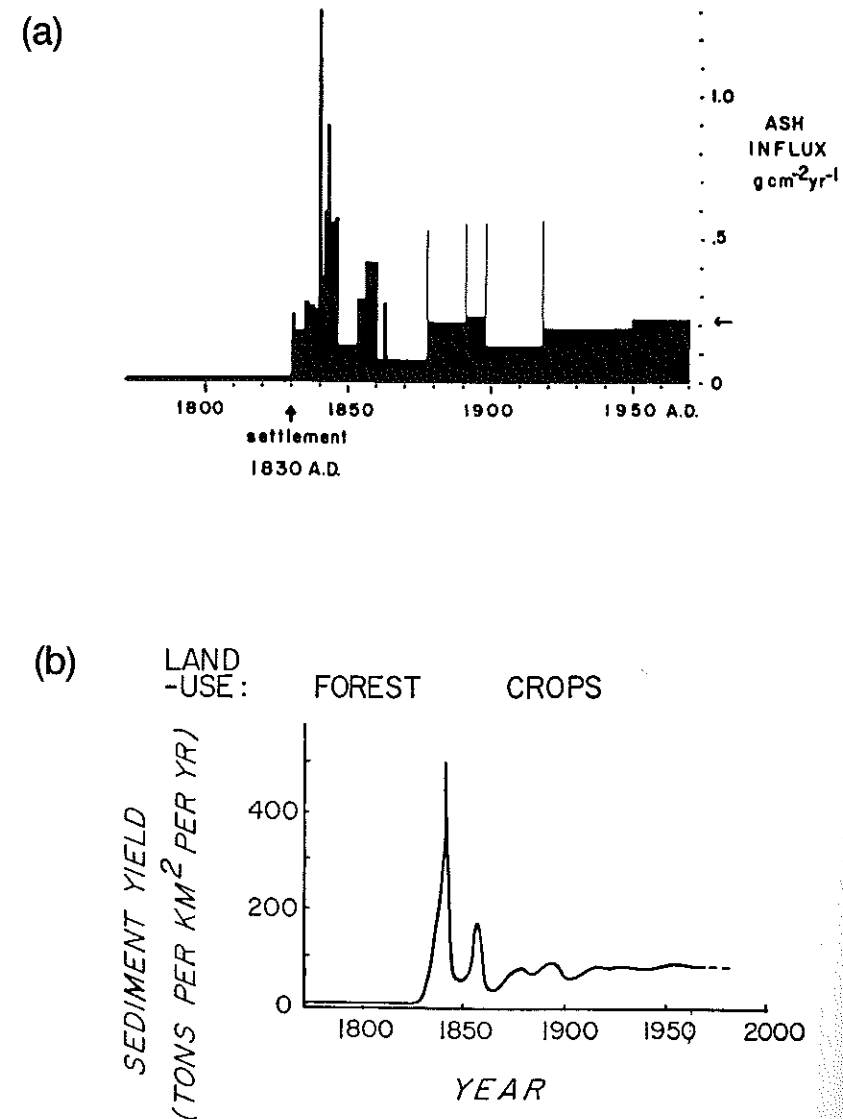 (a)
1.0
ASH
INFLUX
g cm⁻²yr⁻¹
.5
←
0
1800
1850
1900
1950 A.D.
settlement
1830 A.D.
(b)
LAND
-USE: FOREST CROPS
SEDIMENT YIELD
(TONS PER KM² PER YR)
400
200
0
1800
1850
1900
1950
2000
YEAR